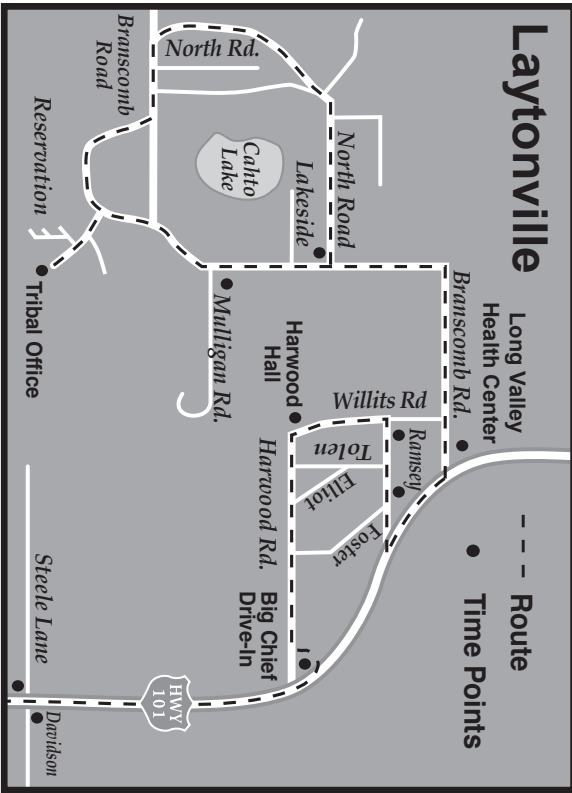 Laytonville
Route
Time Points
Long Valley
Health Center
Branscomb Rd.
North Rd.
Branscomb
Road
North Road
Lakeside
Cahto
Lake
Reservation
Tribal Office
Mulligan Rd.
Harwood
Hall
Willits Rd
Ramsey
Tolen
Elliot
Foster
Harwood Rd.
Big Chief
Drive-In
HWY
101
Steele Lane
Davidson